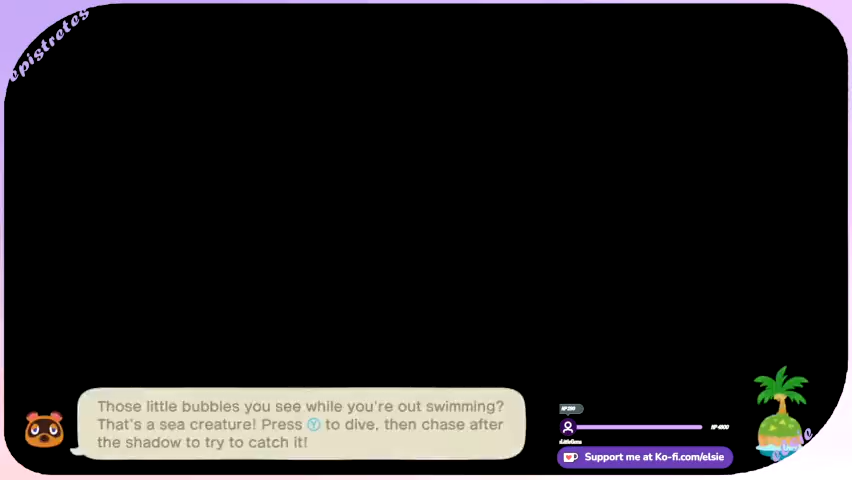 epistretes
Those little bubbles you see while you're out swimming?
That's a sea creature! Press Y to dive, then chase after
the shadow to try to catch it!
Support me at Ko-fi.com/elsie
elsie